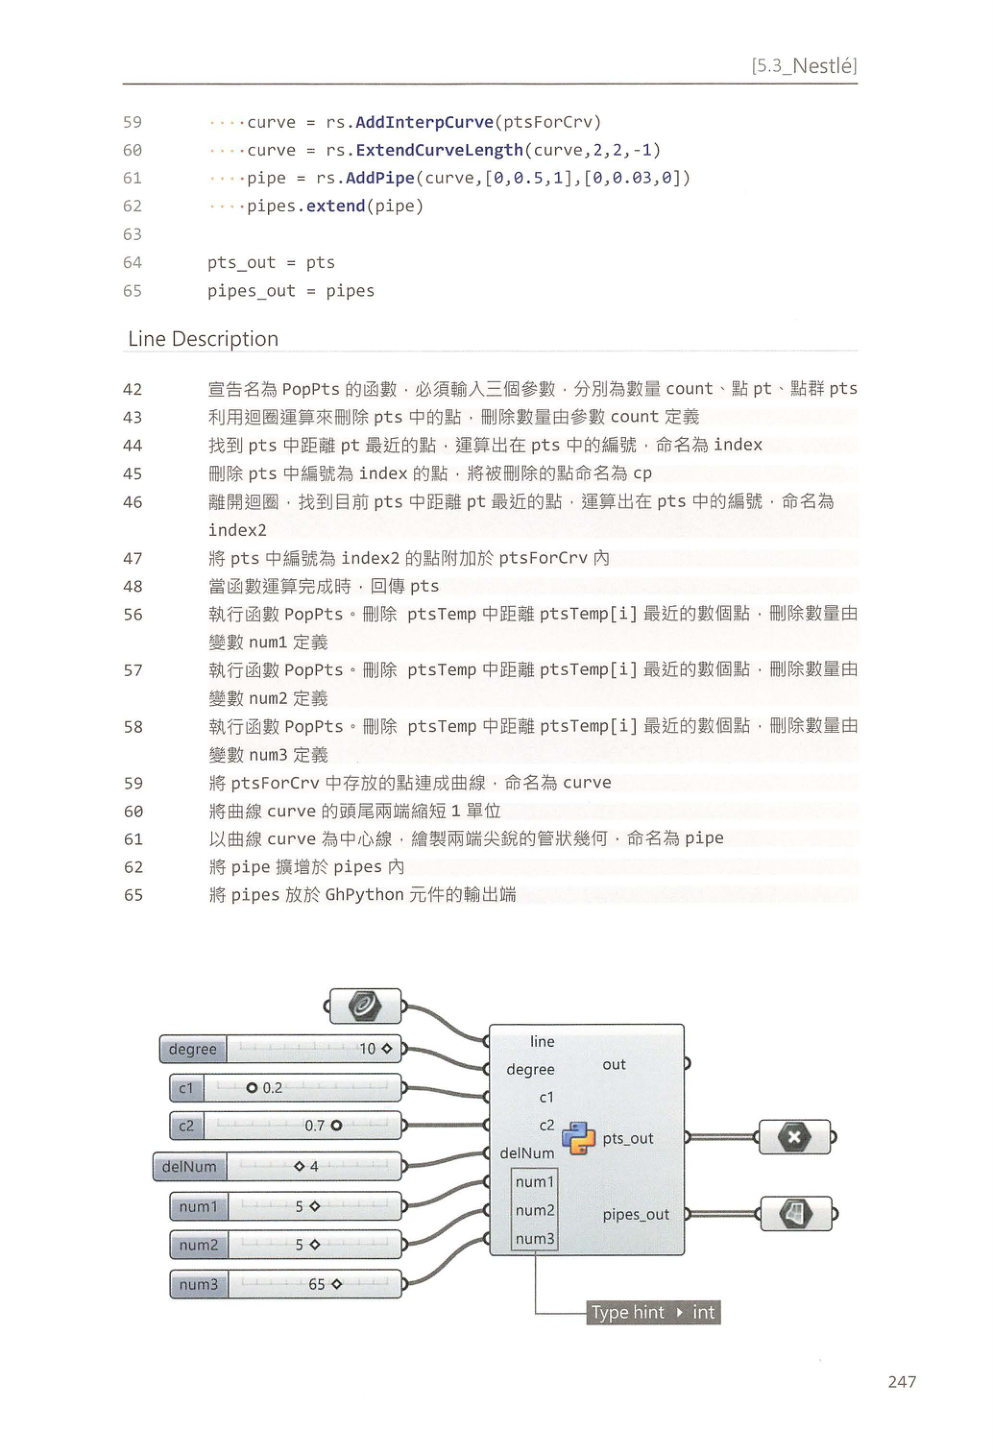 [5.3_Nestlé]
59 ····curve = rs.AddInterpCurve(ptsForCrv)
60 ····curve = rs.ExtendCurveLength(curve,2,2,-1)
61 ····pipe = rs.AddPipe(curve,[0,0.5,1],[0,0.03,0])
62 ····pipes.extend(pipe)
63
64 pts_out = pts
65 pipes_out = pipes
Line Description
42 宣告名為 PopPts 的函數，必須輸入三個參數，分別為數量 count、點 pt、點群 pts
43 利用迴圈運算來刪除 pts 中的點，刪除數量由參數 count 定義
44 找到 pts 中距離 pt 最近的點，運算出在 pts 中的編號，命名為 index
45 刪除 pts 中編號為 index 的點，將被刪除的點命名為 cp
46 離開迴圈，找到目前 pts 中距離 pt 最近的點，運算出在 pts 中的編號，命名為
index2
47 將 pts 中編號為 index2 的點附加於 ptsForCrv 內
48 當函數運算完成時，回傳 pts
56 執行函數 PopPts。刪除 ptsTemp 中距離 ptsTemp[i] 最近的數個點，刪除數量由
變數 num1 定義
57 執行函數 PopPts。刪除 ptsTemp 中距離 ptsTemp[i] 最近的數個點，刪除數量由
變數 num2 定義
58 執行函數 PopPts。刪除 ptsTemp 中距離 ptsTemp[i] 最近的數個點，刪除數量由
變數 num3 定義
59 將 ptsForCrv 中存放的點連成曲線，命名為 curve
60 將曲線 curve 的頭尾兩端縮短 1 單位
61 以曲線 curve 為中心線，繪製兩端尖銳的管狀幾何，命名為 pipe
62 將 pipe 擴增於 pipes 內
65 將 pipes 放於 GhPython 元件的輸出端
degree 10
c1 0.2
c2 0.7
delNum 4
num1 5
num2 5
num3 65
line
degree
c1
c2
delNum
num1
num2
num3
out
pts_out
pipes_out
Type hint ▸ int
247